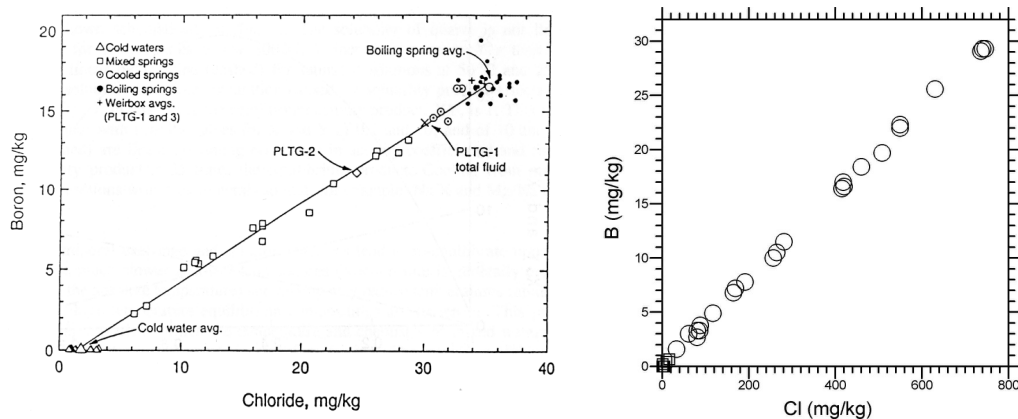 20
15
10
5
0
Boron, mg/kg
△ Cold waters
□ Mixed springs
⊙ Cooled springs
● Boiling springs
+ Weirbox avgs.
(PLTG-1 and 3)
Boiling spring avg.
PLTG-2
PLTG-1
total fluid
Cold water avg.
0 10 20 30 40
Chloride, mg/kg
30
25
20
15
10
5
0
B (mg/kg)
0 200 400 600 800
Cl (mg/kg)